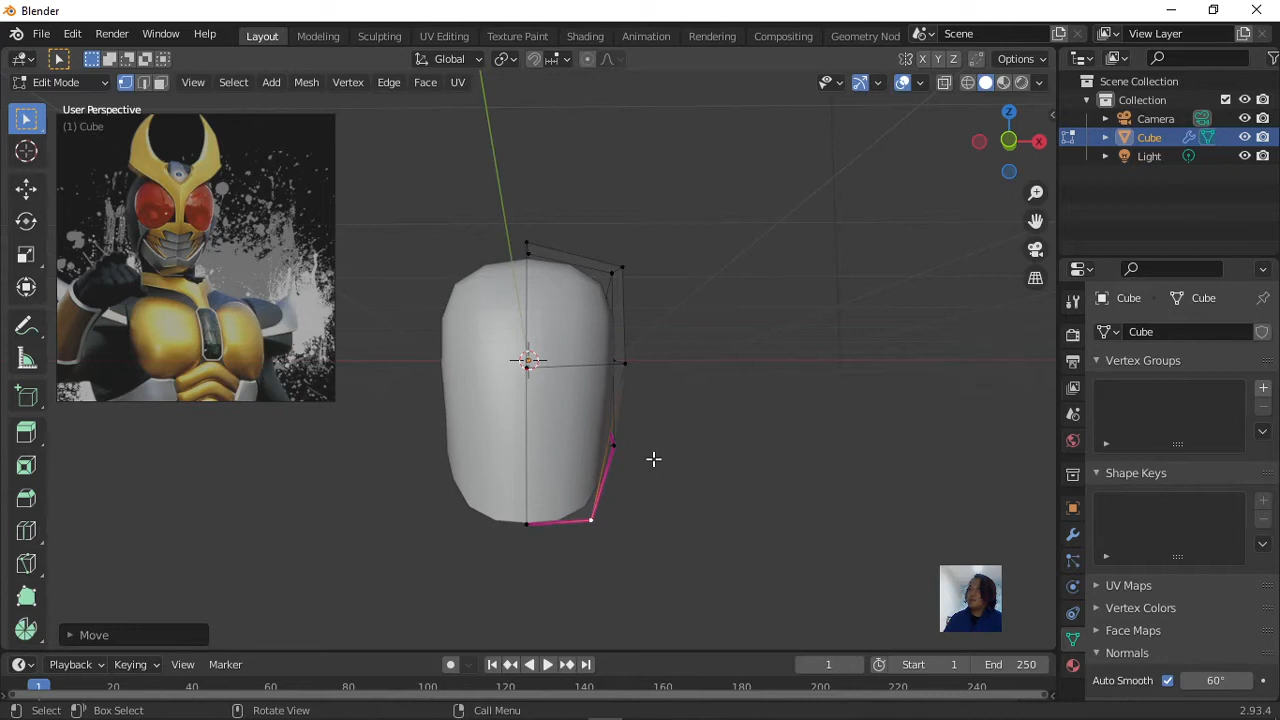 Blender
File Edit Render Window Help Layout Modeling Sculpting UV Editing Texture Paint Shading Animation Rendering Compositing Geometry Nod Scene View Layer
Global X Y Z Options
Edit Mode View Select Add Mesh Vertex Edge Face UV
User Perspective
(1) Cube
Z
X
Scene Collection
Collection
Camera
Cube
Light
Cube Cube
Cube
Vertex Groups
Shape Keys
UV Maps
Vertex Colors
Face Maps
Normals
Auto Smooth 60°
Move
Playback Keying View Marker 1 Start 1 End 250
1 20 40 60 80 100 120 140 160 180 200 220 240
Select Box Select Rotate View Call Menu 2.93.4